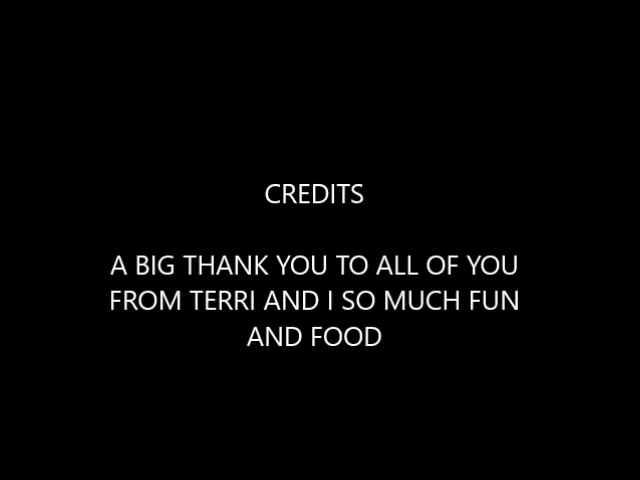 CREDITS
A BIG THANK YOU TO ALL OF YOU
FROM TERRI AND I SO MUCH FUN
AND FOOD